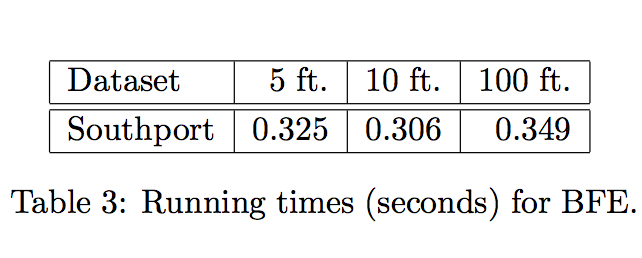 Dataset 5 ft. 10 ft. 100 ft.
Southport 0.325 0.306 0.349
Table 3: Running times (seconds) for BFE.